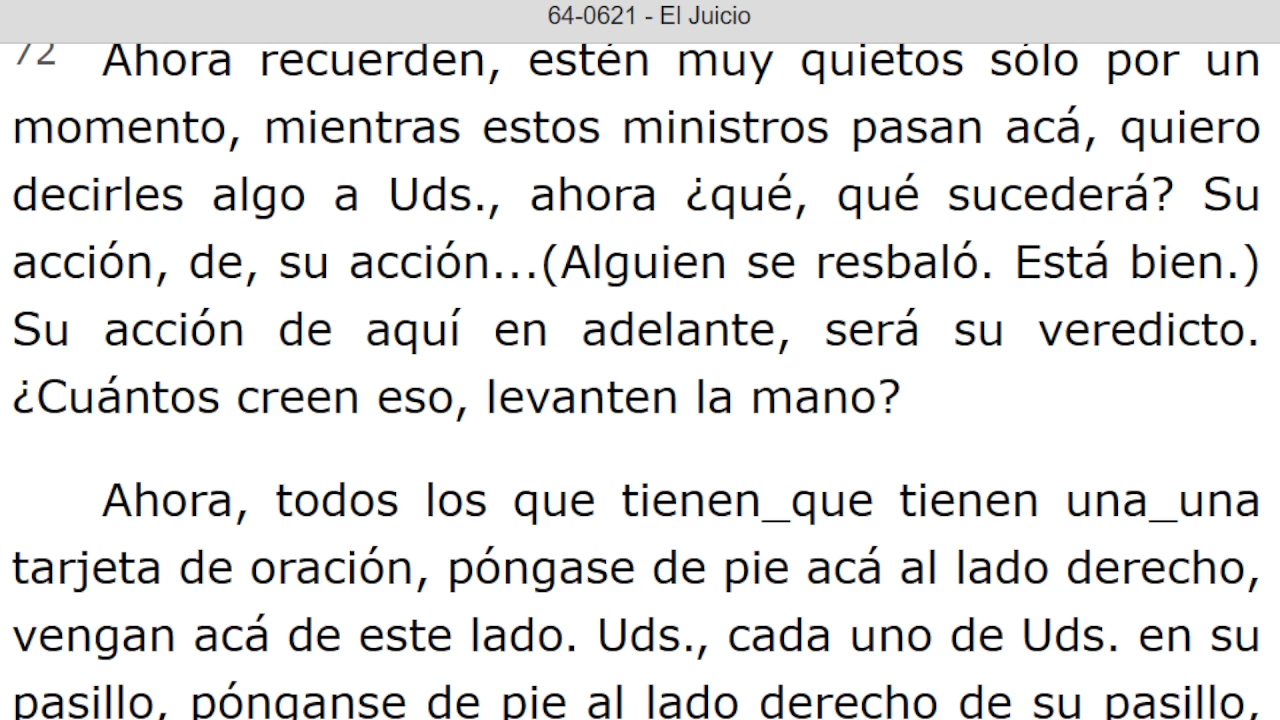 64-0621 - El Juicio
72 Ahora recuerden, estén muy quietos sólo por un
momento, mientras estos ministros pasan acá, quiero
decirles algo a Uds., ahora ¿qué, qué sucederá? Su
acción, de, su acción...(Alguien se resbaló. Está bien.)
Su acción de aquí en adelante, será su veredicto.
¿Cuántos creen eso, levanten la mano?
Ahora, todos los que tienen_que tienen una_una
tarjeta de oración, póngase de pie acá al lado derecho,
vengan acá de este lado. Uds., cada uno de Uds. en su
pasillo, pónganse de pie al lado derecho de su pasillo,